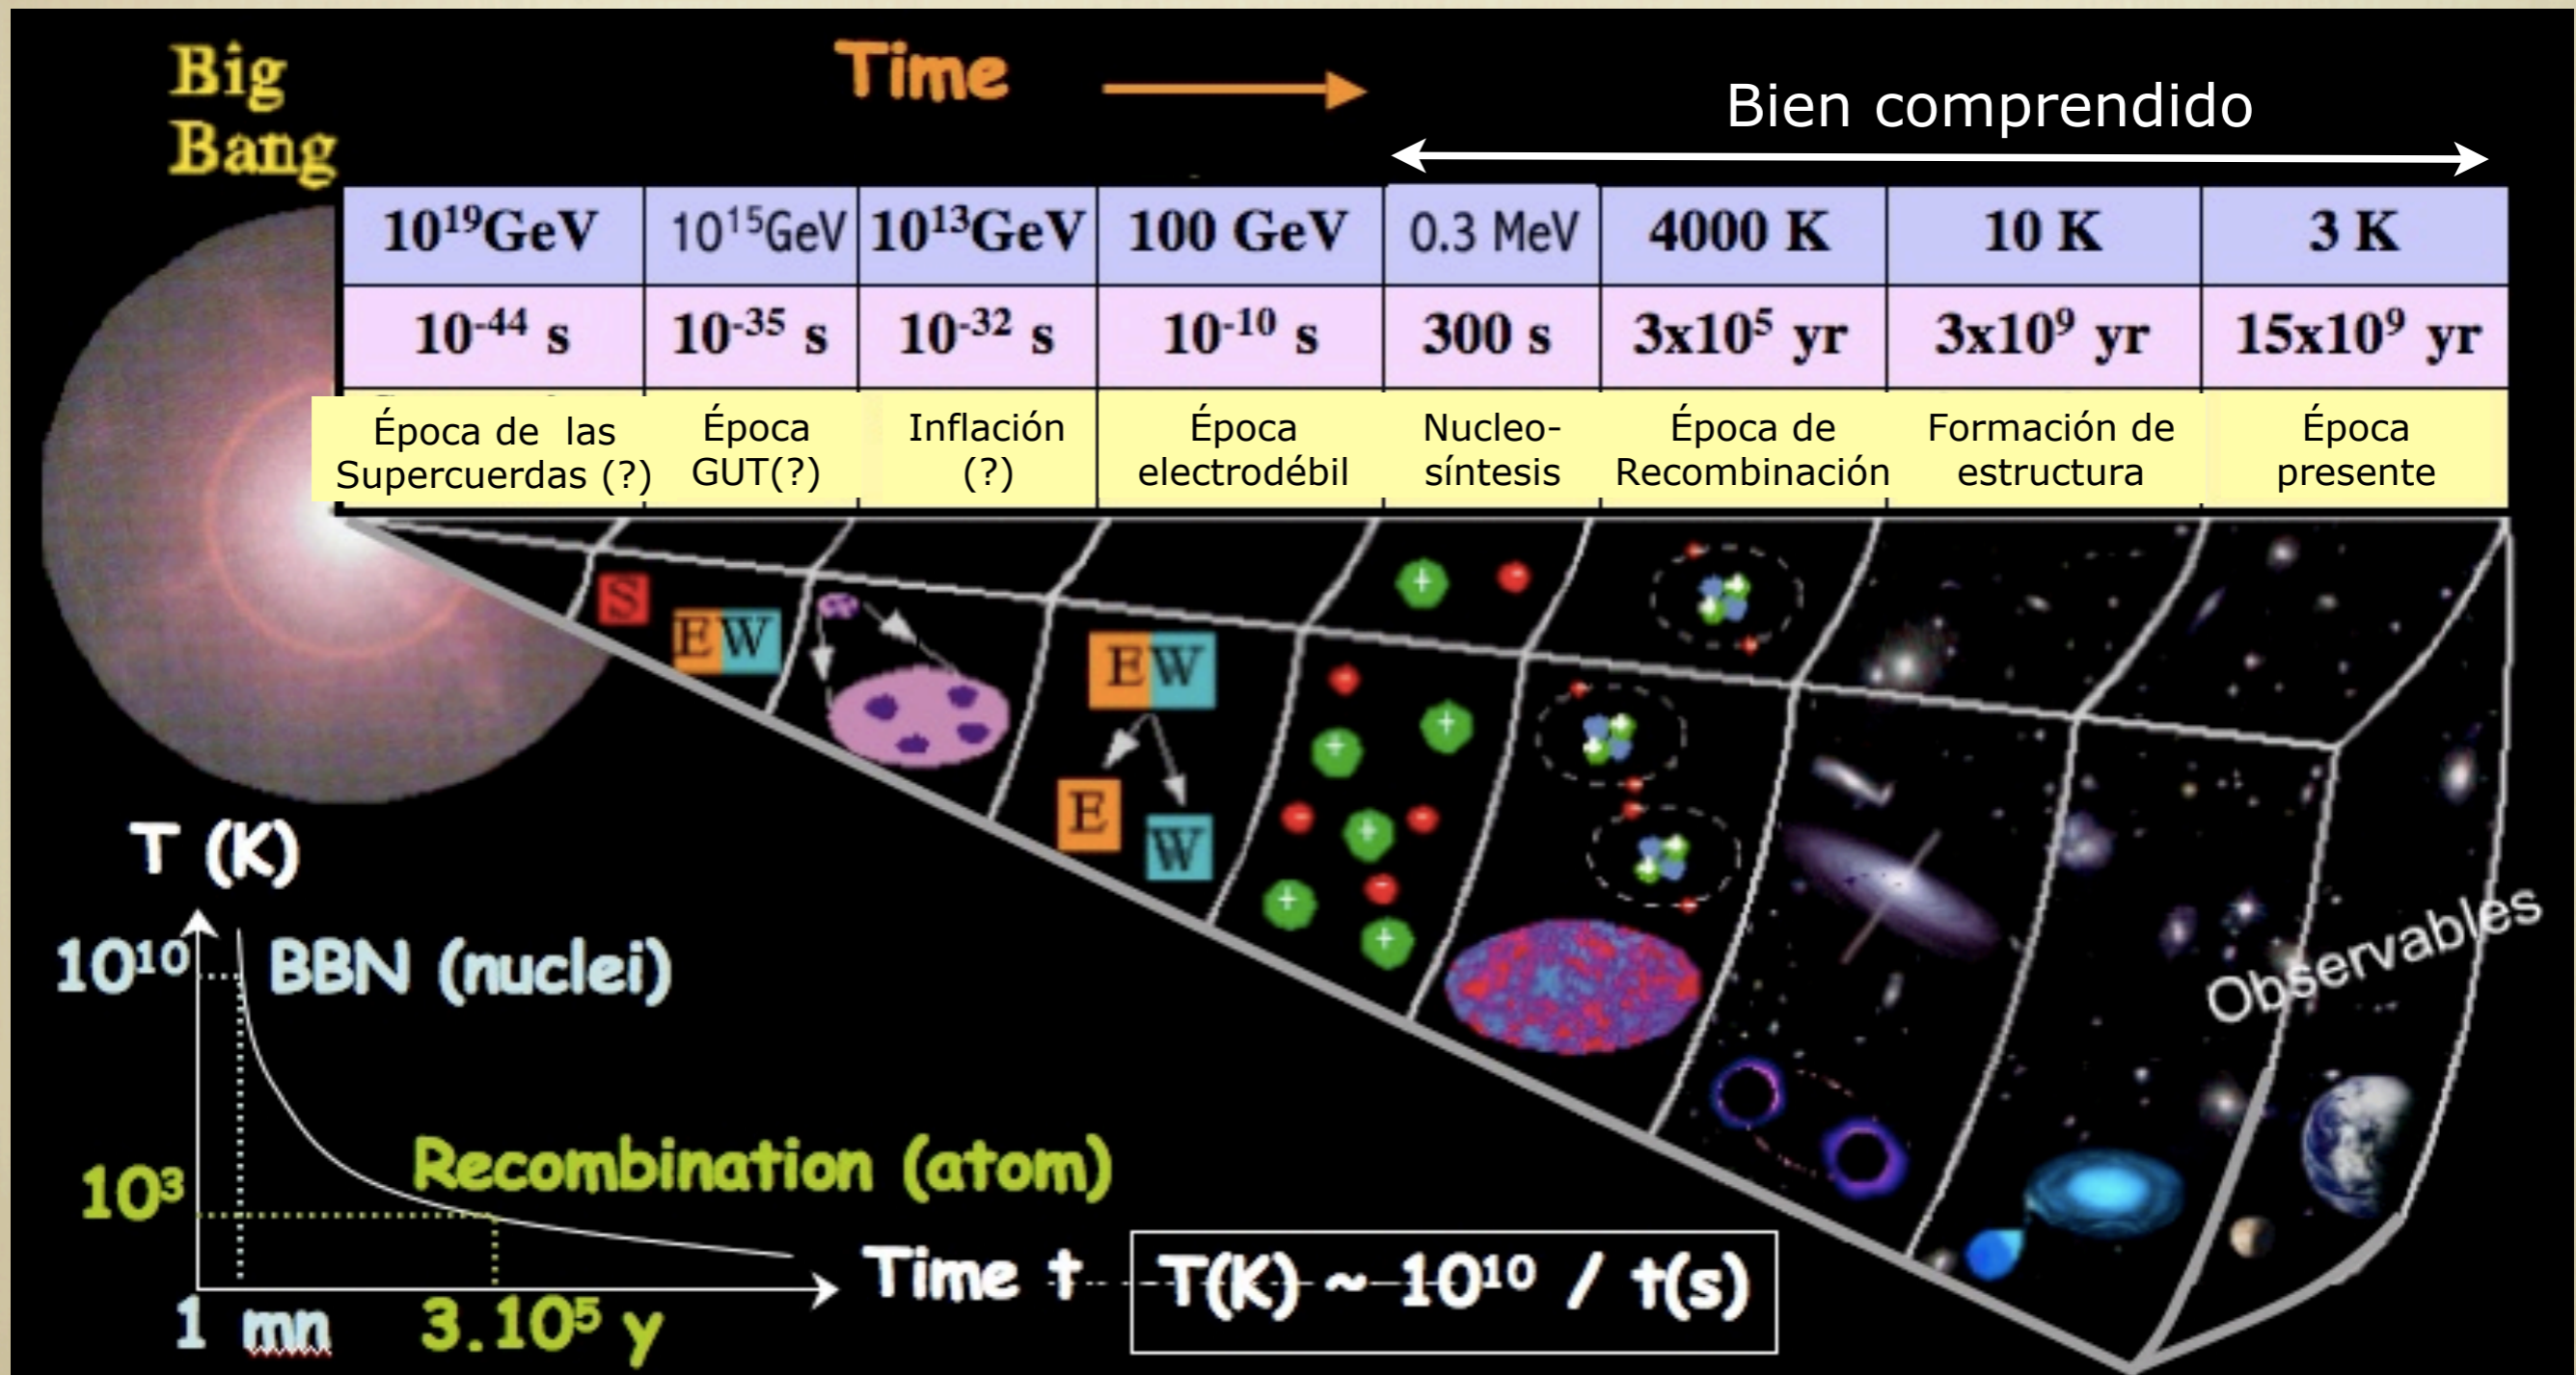 Big
Bang
Time
Bien comprendido
10¹⁹GeV 10¹⁵GeV 10¹³GeV 100 GeV 0.3 MeV 4000 K 10 K 3 K
10⁻⁴⁴ s 10⁻³⁵ s 10⁻³² s 10⁻¹⁰ s 300 s 3x10⁵ yr 3x10⁹ yr 15x10⁹ yr
Época de las
Supercuerdas (?)
Época
GUT(?)
Inflación
(?)
Época
electrodébil
Nucleo-
síntesis
Época de
Recombinación
Formación de
estructura
Época
presente
S
EW
EW
E
W
+
+
+
+
+
+
Observables
T (K)
10¹⁰
BBN (nuclei)
Recombination (atom)
10³
Time t
T(K) ~ 10¹⁰ / t(s)
1 mn
3.10⁵ y